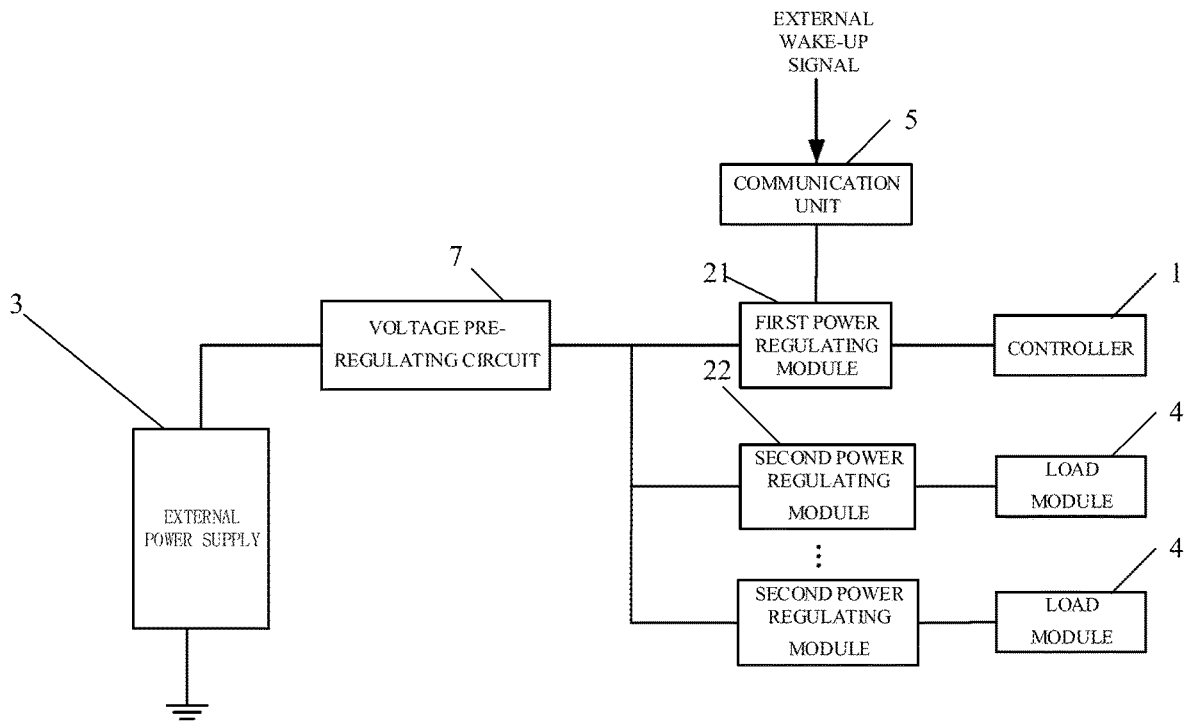 EXTERNAL
WAKE-UP
SIGNAL
5
COMMUNICATION
UNIT
3
7
VOLTAGE PRE-
REGULATING CIRCUIT
21
FIRST POWER
REGULATING
MODULE
1
CONTROLLER
22
SECOND POWER
REGULATING
MODULE
4
LOAD
MODULE
EXTERNAL
POWER SUPPLY
SECOND POWER
REGULATING
MODULE
4
LOAD
MODULE